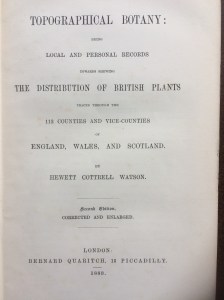 TOPOGRAPHICAL BOTANY:
BEING
LOCAL AND PERSONAL RECORDS
TOWARDS SHEWING
THE DISTRIBUTION OF BRITISH PLANTS
TRACED THROUGH THE
112 COUNTIES AND VICE-COUNTIES
OF
ENGLAND, WALES, AND SCOTLAND.
BY
HEWETT COTTRELL WATSON.
Second Edition,
CORRECTED AND ENLARGED.
LONDON:
BERNARD QUARITCH, 15 PICCADILLY.
1883.